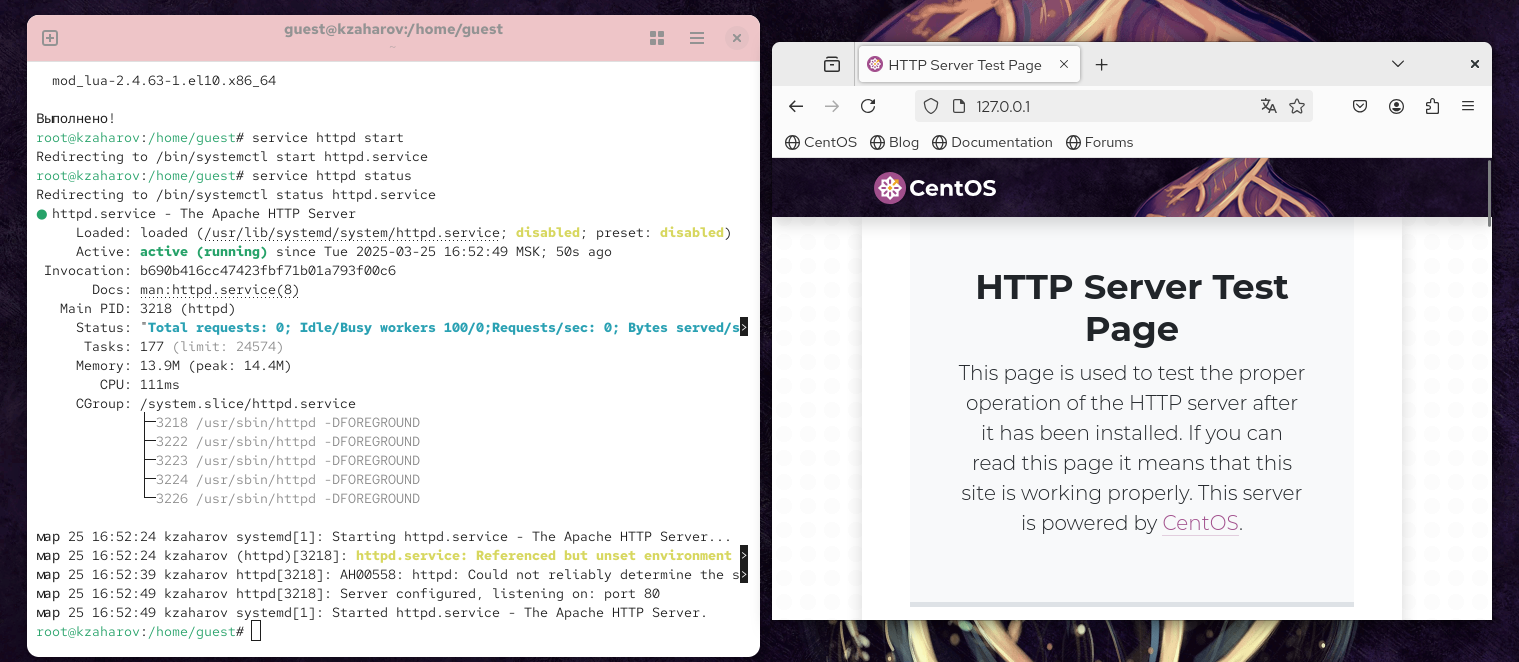 guest@kzaharov:/home/guest
~
mod_lua-2.4.63-1.el10.x86_64
Выполнено!
root@kzaharov:/home/guest# service httpd start
Redirecting to /bin/systemctl start httpd.service
root@kzaharov:/home/guest# service httpd status
Redirecting to /bin/systemctl status httpd.service
● httpd.service - The Apache HTTP Server
Loaded: loaded (/usr/lib/systemd/system/httpd.service; disabled; preset: disabled)
Active: active (running) since Tue 2025-03-25 16:52:49 MSK; 50s ago
Invocation: b690b416cc47423fbf71b01a793f00c6
Docs: man:httpd.service(8)
Main PID: 3218 (httpd)
Status: "Total requests: 0; Idle/Busy workers 100/0;Requests/sec: 0; Bytes served/s>
Tasks: 177 (limit: 24574)
Memory: 13.9M (peak: 14.4M)
CPU: 111ms
CGroup: /system.slice/httpd.service
├─3218 /usr/sbin/httpd -DFOREGROUND
├─3222 /usr/sbin/httpd -DFOREGROUND
├─3223 /usr/sbin/httpd -DFOREGROUND
├─3224 /usr/sbin/httpd -DFOREGROUND
└─3226 /usr/sbin/httpd -DFOREGROUND
мар 25 16:52:24 kzaharov systemd[1]: Starting httpd.service - The Apache HTTP Server...
мар 25 16:52:24 kzaharov (httpd)[3218]: httpd.service: Referenced but unset environment >
мар 25 16:52:39 kzaharov httpd[3218]: AH00558: httpd: Could not reliably determine the s>
мар 25 16:52:49 kzaharov httpd[3218]: Server configured, listening on: port 80
мар 25 16:52:49 kzaharov systemd[1]: Started httpd.service - The Apache HTTP Server.
root@kzaharov:/home/guest#
HTTP Server Test Page
127.0.0.1
CentOS Blog Documentation Forums
CentOS
HTTP Server Test
Page
This page is used to test the proper
operation of the HTTP server after
it has been installed. If you can
read this page it means that this
site is working properly. This server
is powered by CentOS.